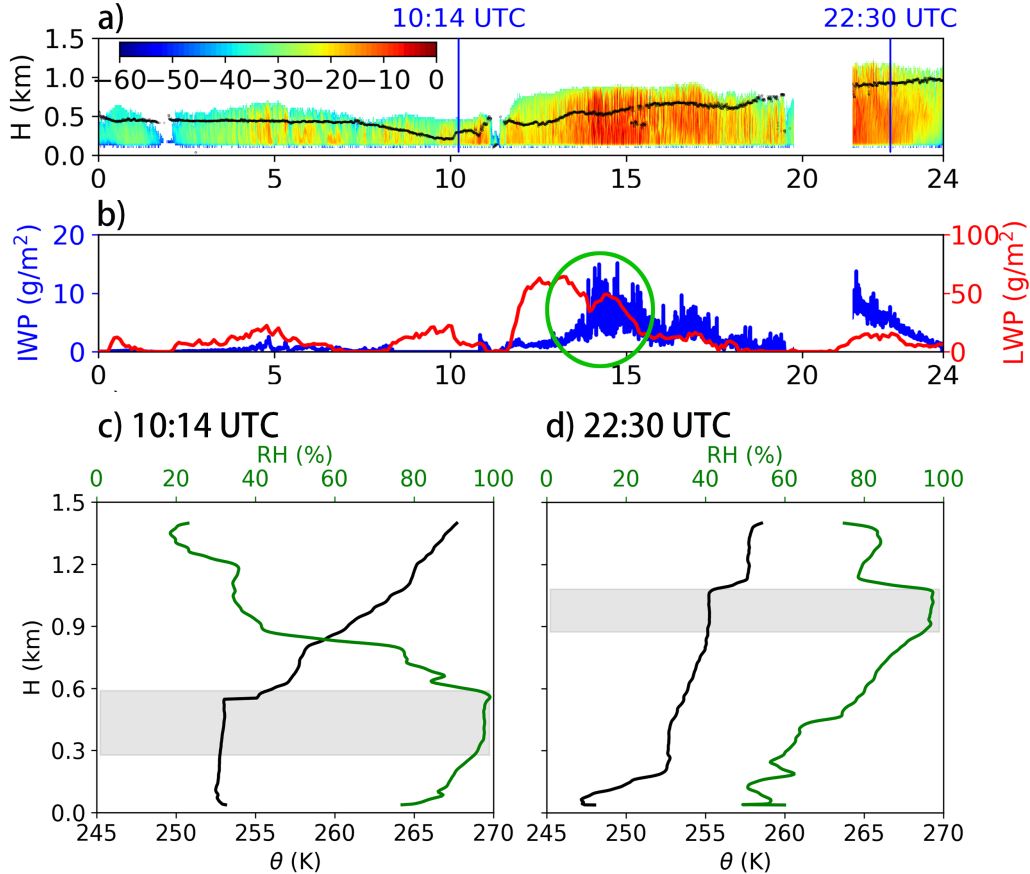 a)
10:14 UTC
22:30 UTC
H (km)
1.5
1.0
0.5
0.0
−60 −50 −40 −30 −20 −10 0
0 5 10 15 20 24
b)
IWP (g/m²)
20
10
0
100
50
0
LWP (g/m²)
0 5 10 15 20 24
c) 10:14 UTC
RH (%)
0 20 40 60 80 100
H (km)
1.5
1.2
0.9
0.6
0.3
0.0
245 250 255 260 265 270
θ (K)
d) 22:30 UTC
RH (%)
0 20 40 60 80 100
245 250 255 260 265 270
θ (K)